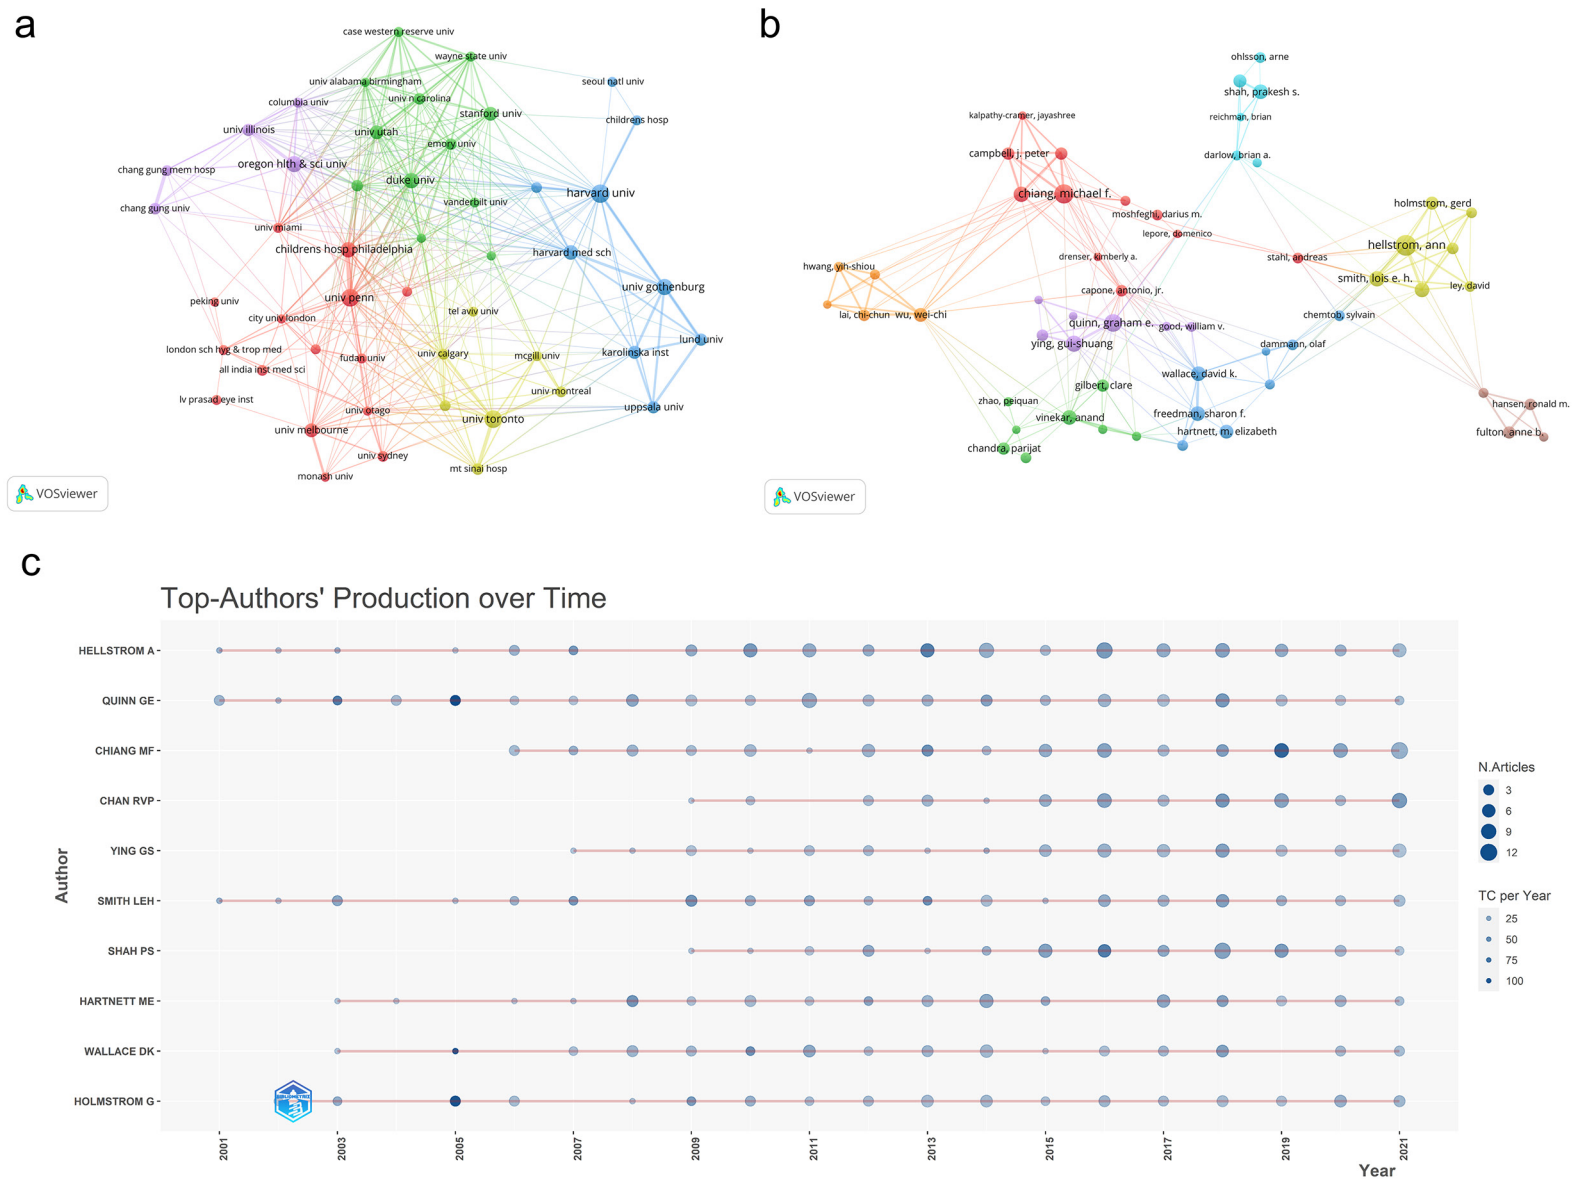 a
case western reserve univ
wayne state univ
univ alabama birmingham
seoul natl univ
columbia univ
univ n carolina
stanford univ
childrens hosp
univ illinois
univ utah
emory univ
oregon hlth & sci univ
chang gung mem hosp
duke univ
harvard univ
vanderbilt univ
chang gung univ
univ miami
childrens hosp philadelphia
harvard med sch
univ gothenburg
peking univ
univ penn
city univ london
tel aviv univ
lund univ
london sch hyg & trop med
fudan univ
univ calgary
mcgill univ
karolinska inst
all india inst med sci
univ montreal
lv prasad eye inst
univ otago
univ toronto
uppsala univ
univ melbourne
univ sydney
mt sinai hosp
monash univ
VOSviewer
b
ohlsson, arne
shah, prakesh s.
kalpathy-cramer, jayashree
reichman, brian
campbell, j. peter
darlow, brian a.
chiang, michael f.
holmstrom, gerd
moshfeghi, darius m.
lepore, domenico
hellstrom, ann
drenser, kimberly a.
stahl, andreas
hwang, yih-shiou
smith, lois e. h.
ley, david
capone, antonio, jr.
lai, chi-chun
wu, wei-chi
chemtob, sylvain
quinn, graham e.
good, william v.
ying, gui-shuang
dammann, olaf
wallace, david k.
gilbert, clare
zhao, peiquan
hansen, ronald m.
vinekar, anand
freedman, sharon f.
hartnett, m. elizabeth
fulton, anne b.
chandra, parijat
VOSviewer
c
Top-Authors' Production over Time
HELLSTROM A
QUINN GE
CHIANG MF
CHAN RVP
YING GS
SMITH LEH
SHAH PS
HARTNETT ME
WALLACE DK
HOLMSTROM G
Author
BIBLIOMETRIX
2001
2003
2005
2007
2009
2011
2013
2015
2017
2019
2021
Year
N.Articles
3
6
9
12
TC per Year
25
50
75
100